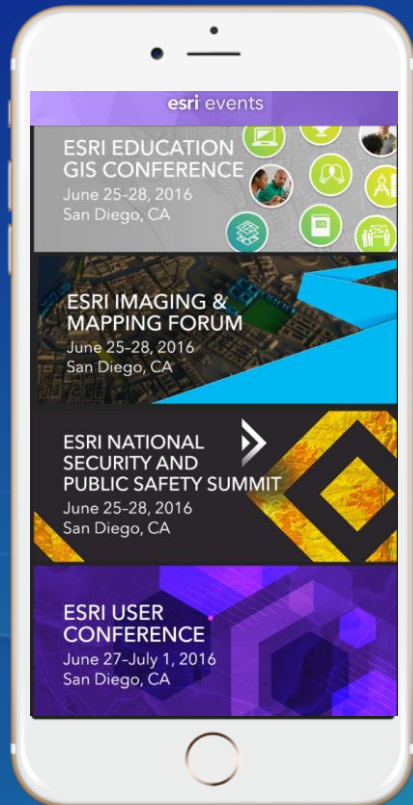 esri events
ESRI EDUCATION
GIS CONFERENCE
June 25-28, 2016
San Diego, CA
ESRI IMAGING &
MAPPING FORUM
June 25-28, 2016
San Diego, CA
ESRI NATIONAL
SECURITY AND
PUBLIC SAFETY SUMMIT
June 25-28, 2016
San Diego, CA
ESRI USER
CONFERENCE
June 27-July 1, 2016
San Diego, CA